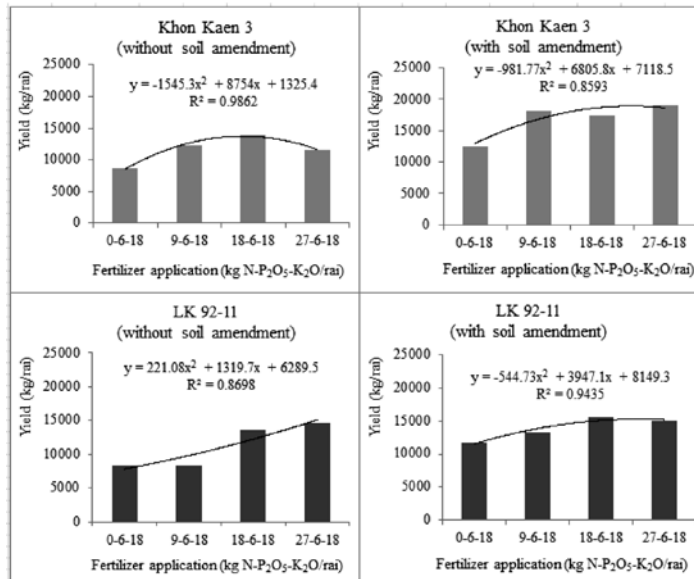 Khon Kaen 3
(without soil amendment)
y = -1545.3x² + 8754x + 1325.4
R² = 0.9862
Yield (kg/rai)
25000
20000
15000
10000
5000
0
0-6-18 9-6-18 18-6-18 27-6-18
Fertilizer application (kg N-P₂O₅-K₂O/rai)
Khon Kaen 3
(with soil amendment)
y = -981.77x² + 6805.8x + 7118.5
R² = 0.8593
Yield (kg/rai)
25000
20000
15000
10000
5000
0
0-6-18 9-6-18 18-6-18 27-6-18
Fertilizer application (kg N-P₂O₅-K₂O/rai)
LK 92-11
(without soil amendment)
y = 221.08x² + 1319.7x + 6289.5
R² = 0.8698
Yield (kg/rai)
25000
20000
15000
10000
5000
0
0-6-18 9-6-18 18-6-18 27-6-18
Fertilizer application (kg N-P₂O₅-K₂O/rai)
LK 92-11
(with soil amendment)
y = -544.73x² + 3947.1x + 8149.3
R² = 0.9435
Yield (kg/rai)
25000
20000
15000
10000
5000
0
0-6-18 9-6-18 18-6-18 27-6-18
Fertilizer application (kg N-P₂O₅-K₂O/rai)